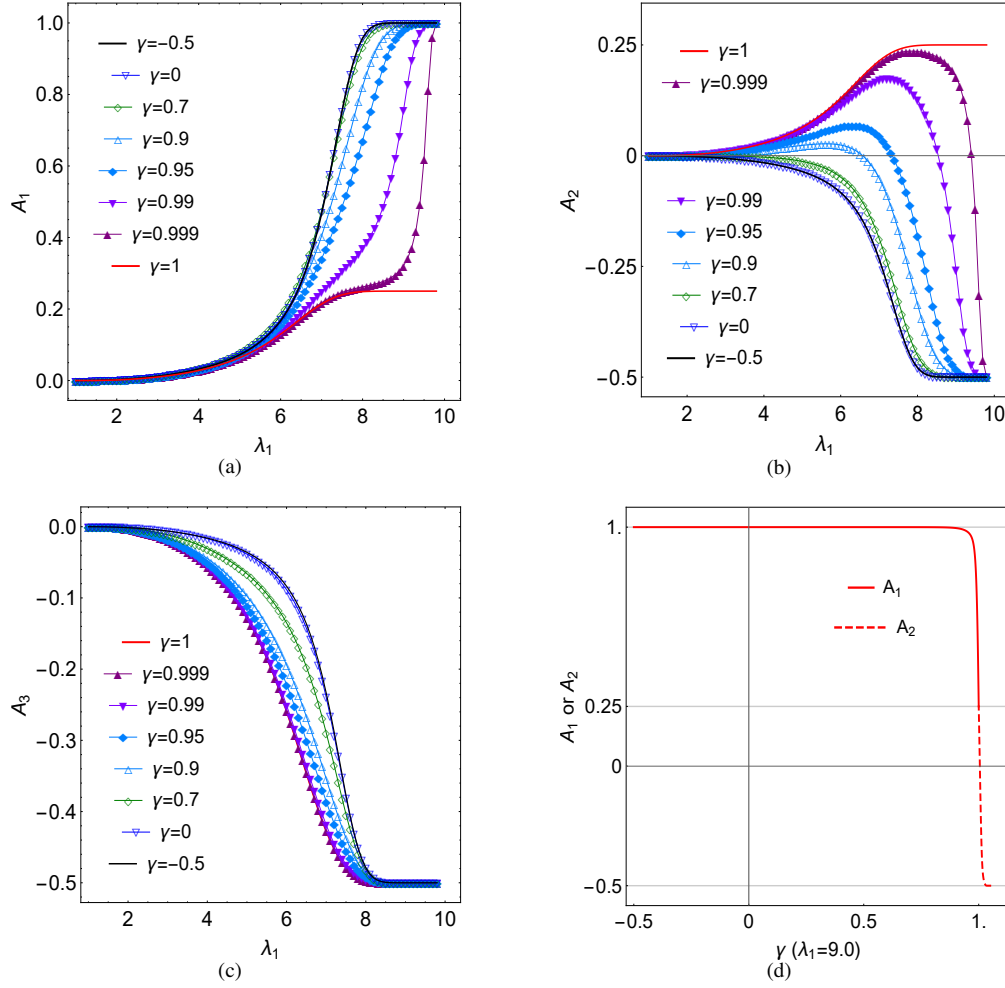 1.0
0.8
0.6
0.4
0.2
0.0
A₁
γ=−0.5
γ=0
γ=0.7
γ=0.9
γ=0.95
γ=0.99
γ=0.999
γ=1
2 4 6 8 10
λ₁
(a)
0.25
0
−0.25
−0.5
A₂
γ=1
γ=0.999
γ=0.99
γ=0.95
γ=0.9
γ=0.7
γ=0
γ=−0.5
2 4 6 8 10
λ₁
(b)
0.0
−0.1
−0.2
−0.3
−0.4
−0.5
A₃
γ=1
γ=0.999
γ=0.99
γ=0.95
γ=0.9
γ=0.7
γ=0
γ=−0.5
2 4 6 8 10
λ₁
(c)
1.
0.25
0
−0.5
A₁ or A₂
A₁
A₂
−0.5 0 0.5 1.
γ (λ₁=9.0)
(d)